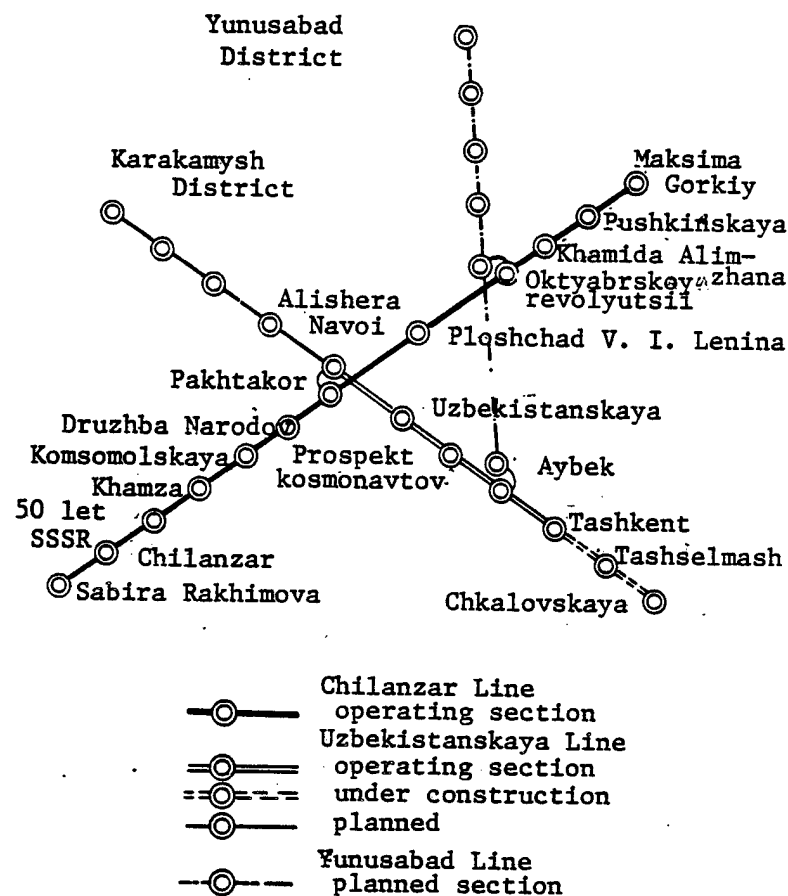 Yunusabad
District
Karakamysh
District
Maksima
Gorkiy
Pushkinskaya
Khamida Alim-
zhana
Oktyabrskoy
revolyutsii
Alishera
Navoi
Ploshchad V. I. Lenina
Pakhtakor
Uzbekistanskaya
Druzhba Narodov
Komsomolskaya
Prospekt
kosmonavtov
Aybek
Khamza
50 let
SSSR
Tashkent
Chilanzar
Tashselmash
Sabira Rakhimova
Chkalovskaya
Chilanzar Line
operating section
Uzbekistanskaya Line
operating section
under construction
planned
Yunusabad Line
planned section